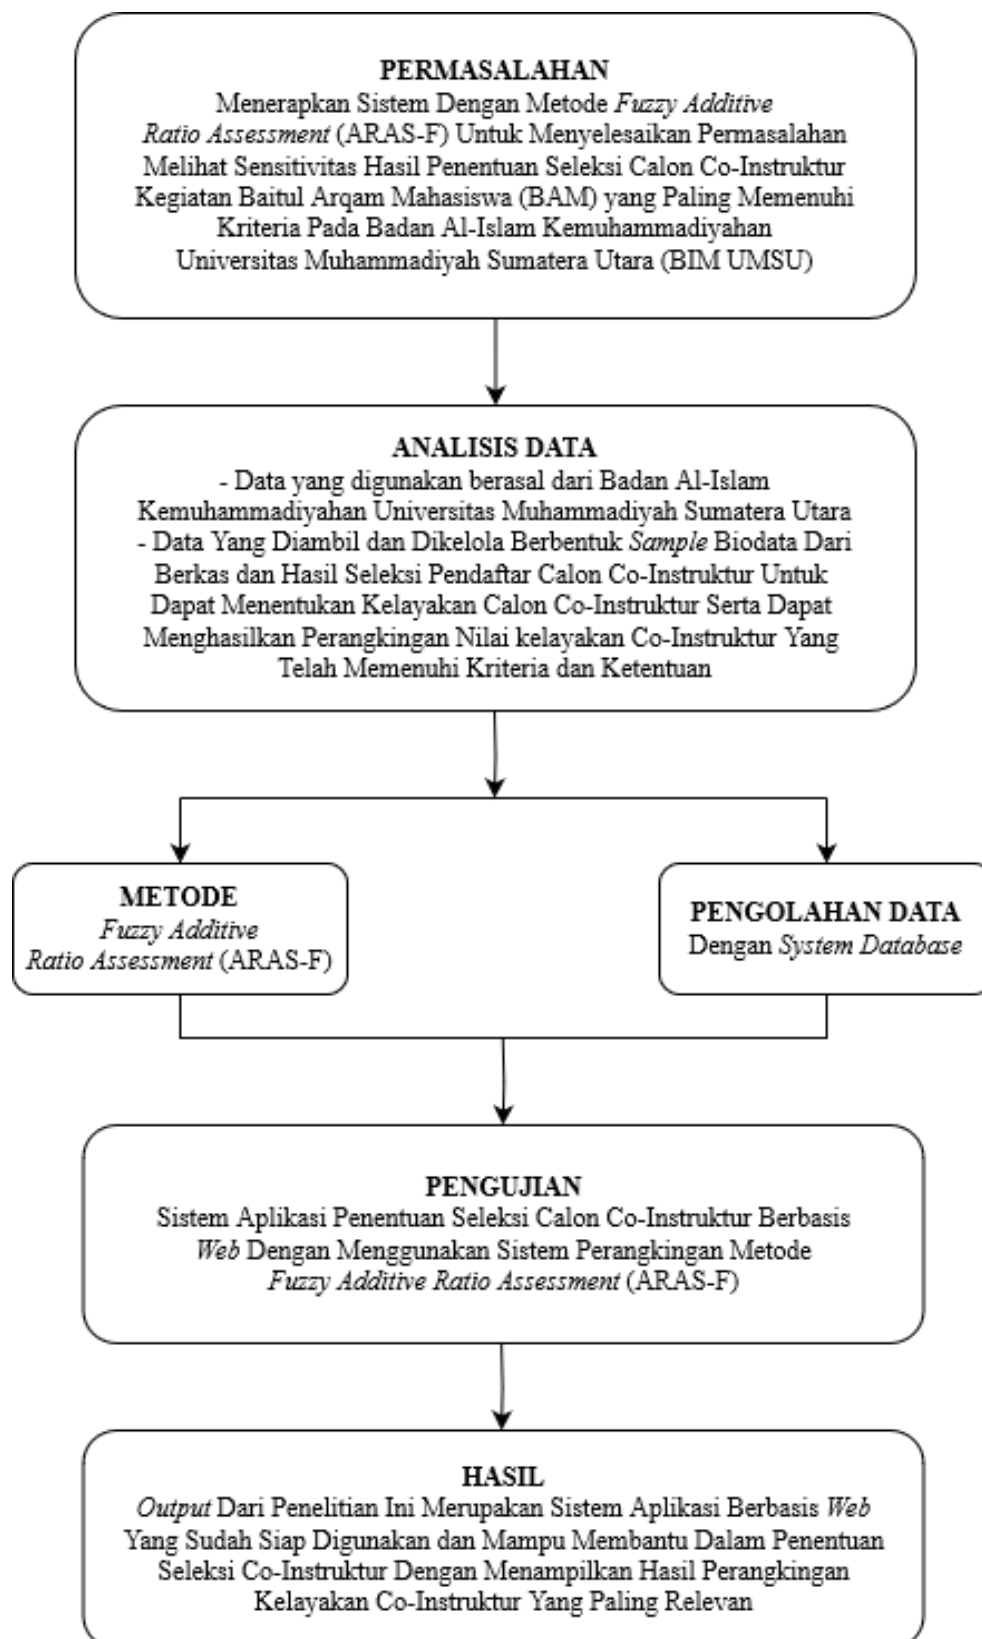 PERMASALAHAN
Menerapkan Sistem Dengan Metode Fuzzy Additive
Ratio Assessment (ARAS-F) Untuk Menyelesaikan Permasalahan
Melihat Sensitivitas Hasil Penentuan Seleksi Calon Co-Instruktur
Kegiatan Baitul Arqam Mahasiswa (BAM) yang Paling Memenuhi
Kriteria Pada Badan Al-Islam Kemuhammadiyahan
Universitas Muhammadiyah Sumatera Utara (BIM UMSU)
ANALISIS DATA
- Data yang digunakan berasal dari Badan Al-Islam
Kemuhammadiyahan Universitas Muhammadiyah Sumatera Utara
- Data Yang Diambil dan Dikelola Berbentuk Sample Biodata Dari
Berkas dan Hasil Seleksi Pendaftar Calon Co-Instruktur Untuk
Dapat Menentukan Kelayakan Calon Co-Instruktur Serta Dapat
Menghasilkan Perangkingan Nilai kelayakan Co-Instruktur Yang
Telah Memenuhi Kriteria dan Ketentuan
METODE
Fuzzy Additive
Ratio Assessment (ARAS-F)
PENGOLAHAN DATA
Dengan System Database
PENGUJIAN
Sistem Aplikasi Penentuan Seleksi Calon Co-Instruktur Berbasis
Web Dengan Menggunakan Sistem Perangkingan Metode
Fuzzy Additive Ratio Assessment (ARAS-F)
HASIL
Output Dari Penelitian Ini Merupakan Sistem Aplikasi Berbasis Web
Yang Sudah Siap Digunakan dan Mampu Membantu Dalam Penentuan
Seleksi Co-Instruktur Dengan Menampilkan Hasil Perangkingan
Kelayakan Co-Instruktur Yang Paling Relevan